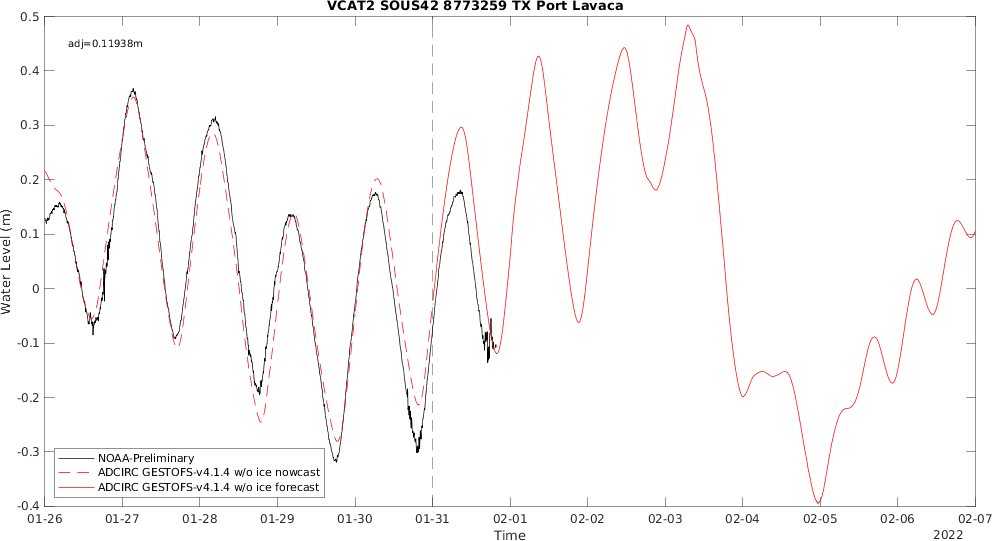 VCAT2 SOUS42 8773259 TX Port Lavaca
adj=0.11938m
0.5
0.4
0.3
0.2
0.1
0
-0.1
-0.2
-0.3
-0.4
Water Level (m)
NOAA-Preliminary
ADCIRC GESTOFS-v4.1.4 w/o ice nowcast
ADCIRC GESTOFS-v4.1.4 w/o ice forecast
01-26 01-27 01-28 01-29 01-30 01-31 02-01 02-02 02-03 02-04 02-05 02-06 02-07
Time
2022